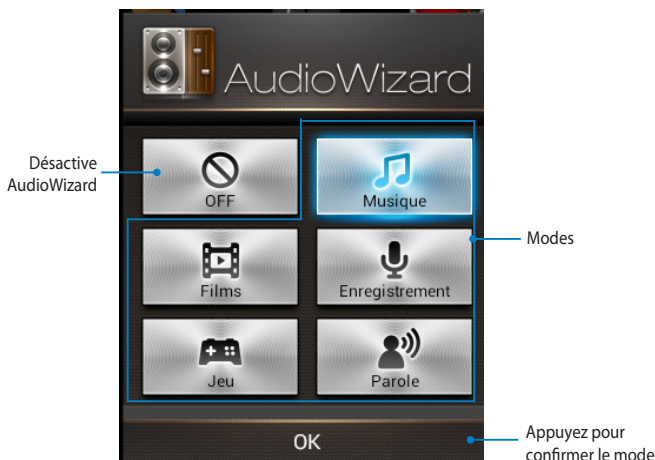 AudioWizard
Désactive
AudioWizard
OFF
Musique
Modes
Films
Enregistrement
Jeu
Parole
OK
Appuyez pour
confirmer le mode